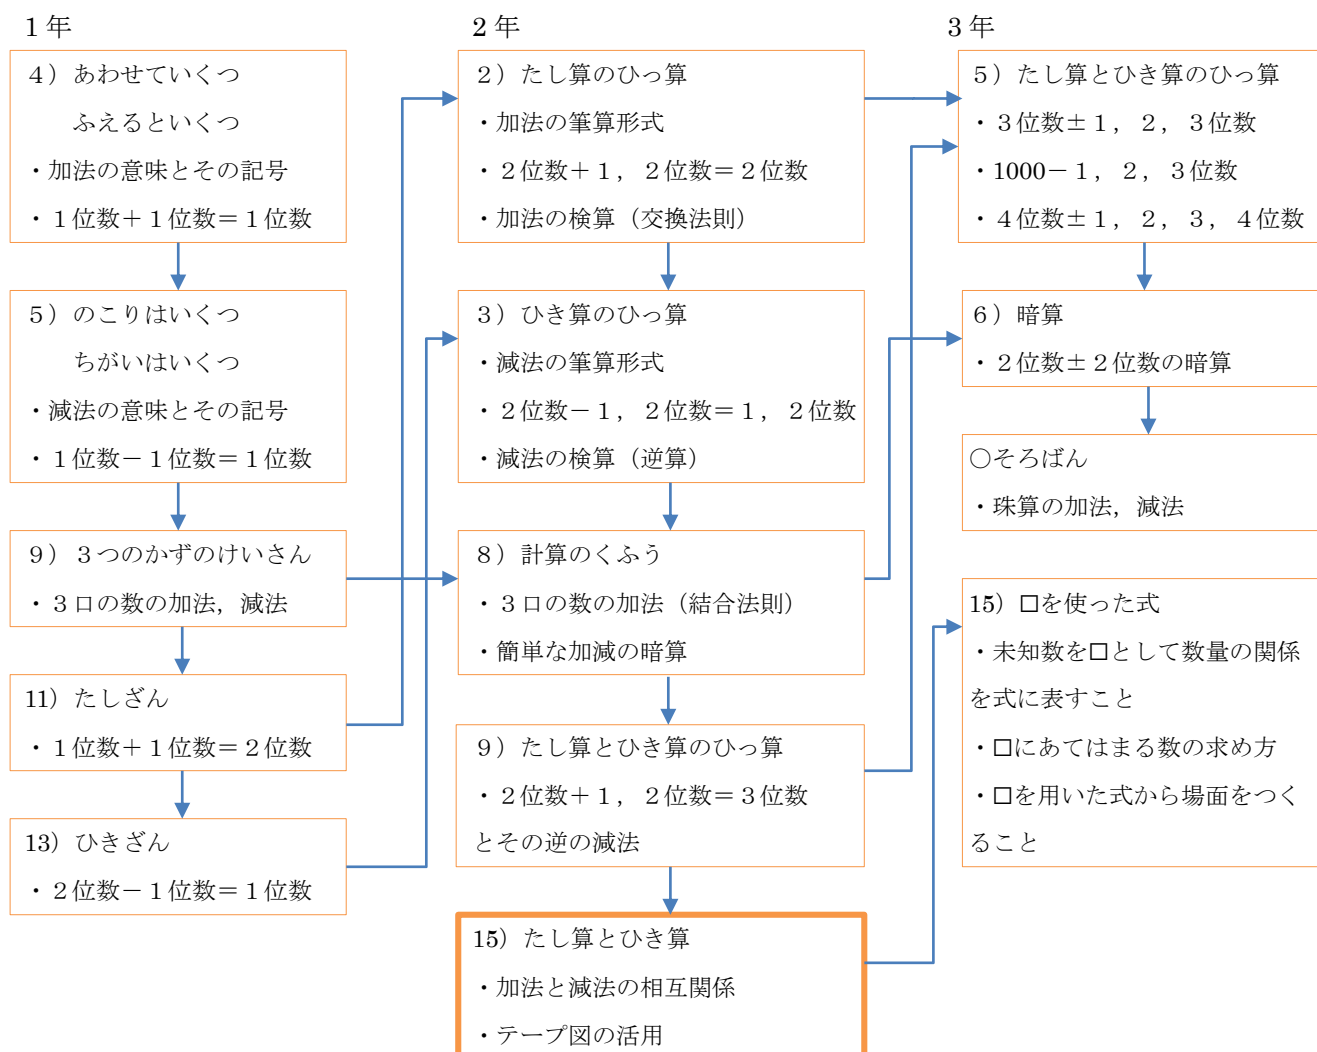 1年
4）あわせていくつ
ふえるといくつ
・加法の意味とその記号
・１位数＋１位数＝１位数
5）のこりはいくつ
ちがいはいくつ
・減法の意味とその記号
・１位数－１位数＝１位数
9）３つのかずのけいさん
・３口の数の加法，減法
11）たしざん
・１位数＋１位数＝２位数
13）ひきざん
・２位数－１位数＝１位数
2年
２）たし算のひっ算
・加法の筆算形式
・２位数＋１，２位数＝２位数
・加法の検算（交換法則）
３）ひき算のひっ算
・減法の筆算形式
・２位数－１，２位数＝１，２位数
・減法の検算（逆算）
８）計算のくふう
・３口の数の加法（結合法則）
・簡単な加減の暗算
９）たし算とひき算のひっ算
・２位数＋１，２位数＝３位数
とその逆の減法
15）たし算とひき算
・加法と減法の相互関係
・テープ図の活用
3年
５）たし算とひき算のひっ算
・３位数±１，２，３位数
・1000－１，２，３位数
・４位数±１，２，３，４位数
６）暗算
・２位数±２位数の暗算
○そろばん
・珠算の加法，減法
15）□を使った式
・未知数を□として数量の関係
を式に表すこと
・□にあてはまる数の求め方
・□を用いた式から場面をつく
ること